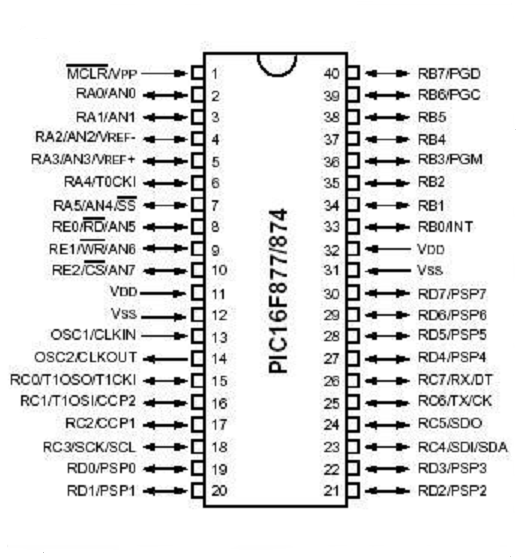 MCLR/VPP 1 40 RB7/PGD
RA0/AN0 2 39 RB6/PGC
RA1/AN1 3 38 RB5
RA2/AN2/VREF- 4 37 RB4
RA3/AN3/VREF+ 5 36 RB3/PGM
RA4/T0CKI 6 35 RB2
RA5/AN4/SS 7 34 RB1
RE0/RD/AN5 8 33 RB0/INT
RE1/WR/AN6 9 32 VDD
RE2/CS/AN7 10 31 VSS
VDD 11 30 RD7/PSP7
VSS 12 29 RD6/PSP6
OSC1/CLKIN 13 28 RD5/PSP5
OSC2/CLKOUT 14 27 RD4/PSP4
RC0/T1OSO/T1CKI 15 26 RC7/RX/DT
RC1/T1OSI/CCP2 16 25 RC6/TX/CK
RC2/CCP1 17 24 RC5/SDO
RC3/SCK/SCL 18 23 RC4/SDI/SDA
RD0/PSP0 19 22 RD3/PSP3
RD1/PSP1 20 21 RD2/PSP2
PIC16F877/874